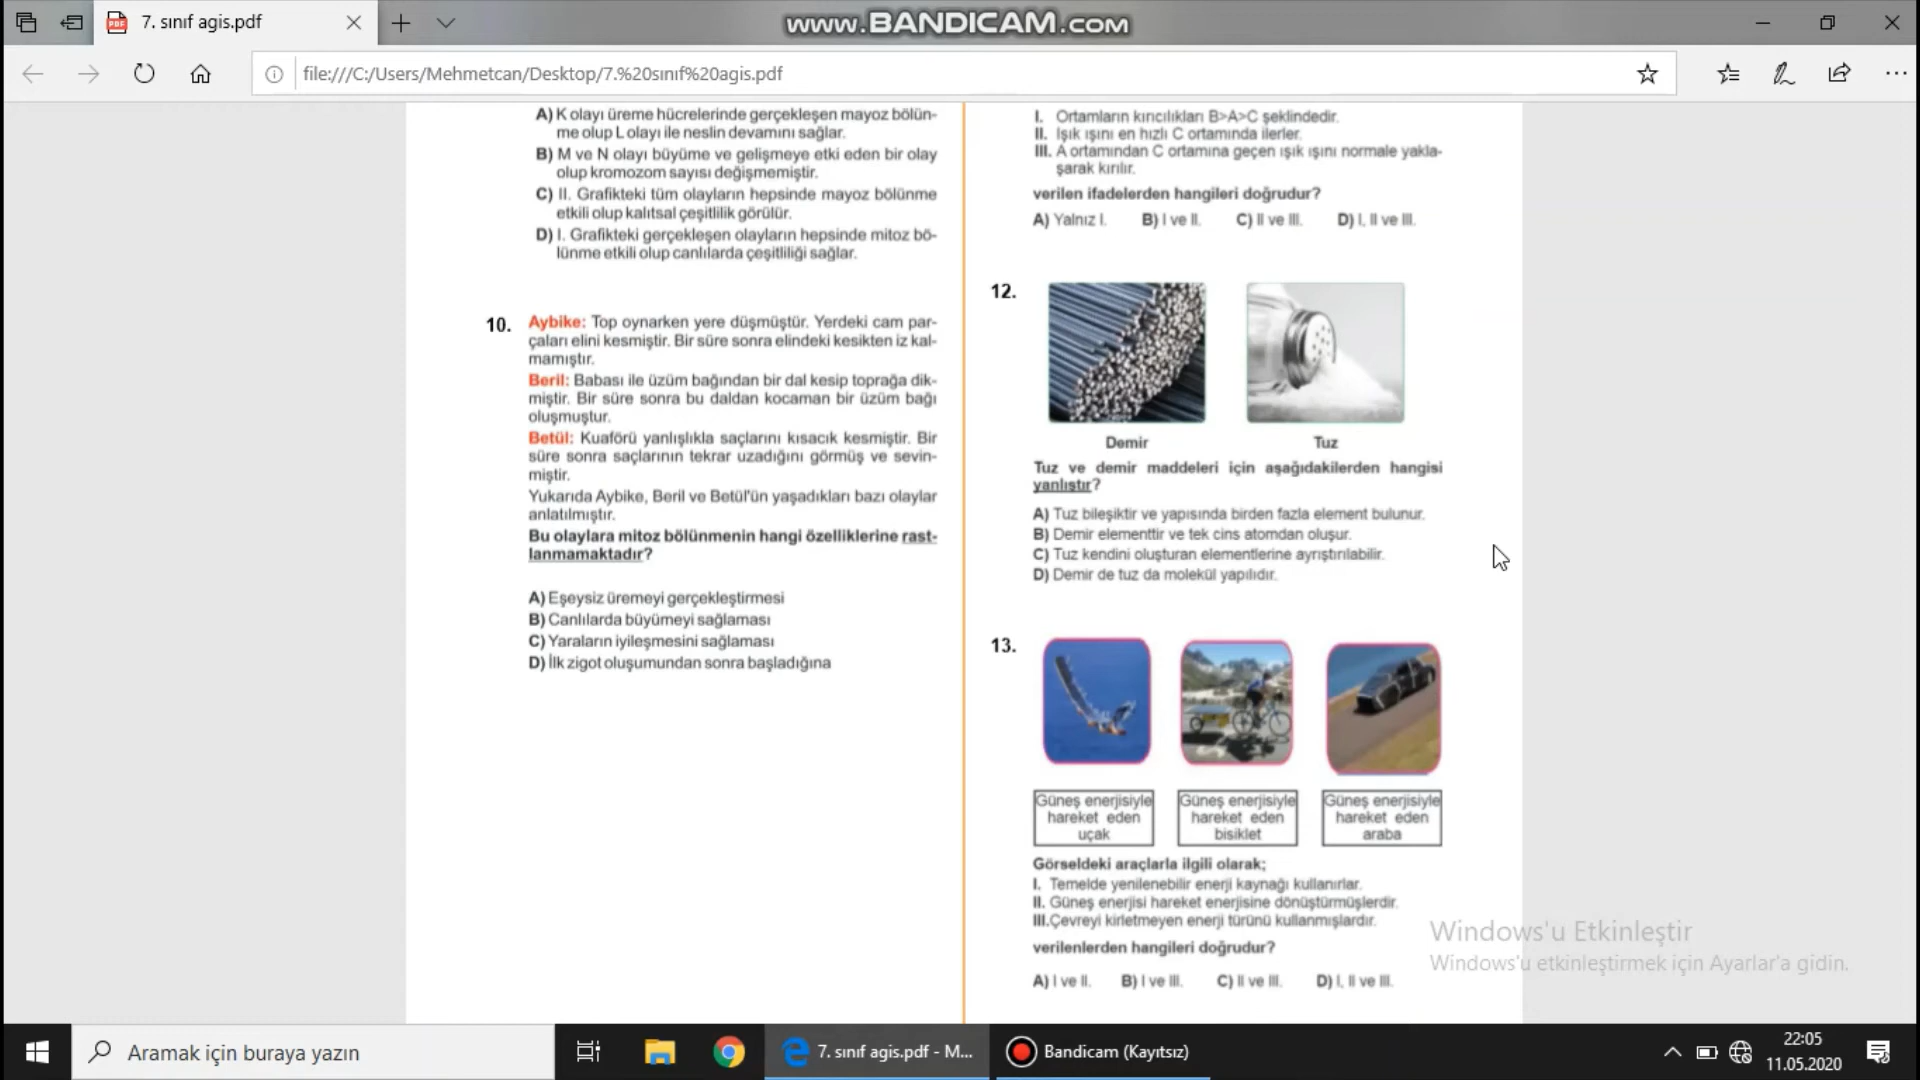 7. sınıf agis.pdf
www.BANDICAM.com
file:///C:/Users/Mehmetcan/Desktop/7.%20sınıf%20agis.pdf
A) K olayı üreme hücrelerinde gerçekleşen mayoz bölün-
me olup L olayı ile neslin devamını sağlar.
B) M ve N olayı büyüme ve gelişmeye etki eden bir olay
olup kromozom sayısı değişmemiştir.
C) II. Grafikteki tüm olayların hepsinde mayoz bölünme
etkili olup kalıtsal çeşitlilik görülür.
D) I. Grafikteki gerçekleşen olayların hepsinde mitoz bö-
lünme etkili olup canlılarda çeşitliliği sağlar.
10. Aybike: Top oynarken yere düşmüştür. Yerdeki cam par-
çaları elini kesmiştir. Bir süre sonra elindeki kesikten iz kal-
mamıştır.
Beril: Babası ile üzüm bağından bir dal kesip toprağa dik-
miştir. Bir süre sonra bu daldan kocaman bir üzüm bağı
oluşmuştur.
Betül: Kuaförü yanlışlıkla saçlarını kısacık kesmiştir. Bir
süre sonra saçlarının tekrar uzadığını görmüş ve sevin-
miştir.
Yukarıda Aybike, Beril ve Betül'ün yaşadıkları bazı olaylar
anlatılmıştır.
Bu olaylara mitoz bölünmenin hangi özelliklerine rast-
lanmamaktadır?
A) Eşeysiz üremeyi gerçekleştirmesi
B) Canlılarda büyümeyi sağlaması
C) Yaraların iyileşmesini sağlaması
D) İlk zigot oluşumundan sonra başladığına
I. Ortamların kırıcılıkları B>A>C şeklindedir.
II. Işık ışını en hızlı C ortamında ilerler.
III. A ortamından C ortamına geçen ışık ışını normale yakla-
şarak kırılır.
verilen ifadelerden hangileri doğrudur?
A) Yalnız I. B) I ve II. C) II ve III. D) I, II ve III.
12.
Demir Tuz
Tuz ve demir maddeleri için aşağıdakilerden hangisi
yanlıştır?
A) Tuz bileşiktir ve yapısında birden fazla element bulunur.
B) Demir elementtir ve tek cins atomdan oluşur.
C) Tuz kendini oluşturan elementlerine ayrıştırılabilir.
D) Demir de tuz da molekül yapılıdır.
13.
Güneş enerjisiyle
hareket eden
uçak
Güneş enerjisiyle
hareket eden
bisiklet
Güneş enerjisiyle
hareket eden
araba
Görseldeki araçlarla ilgili olarak;
I. Temelde yenilenebilir enerji kaynağı kullanırlar.
II. Güneş enerjisi hareket enerjisine dönüştürmüşlerdir.
III.Çevreyi kirletmeyen enerji türünü kullanmışlardır.
verilenlerden hangileri doğrudur?
A) I ve II. B) I ve III. C) II ve III. D) I, II ve III.
Windows'u Etkinleştir
Windows'u etkinleştirmek için Ayarlar'a gidin.
Aramak için buraya yazın
7. sınıf agis.pdf - M...
Bandicam (Kayıtsız)
22:05
11.05.2020